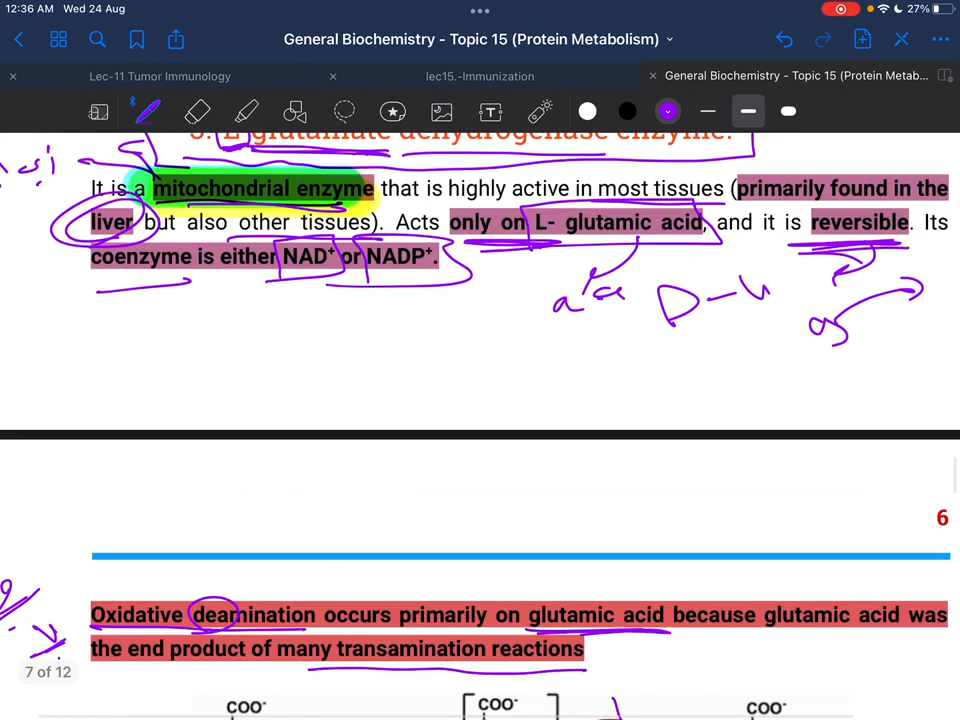 12:36 AM Wed 24 Aug
27%
General Biochemistry - Topic 15 (Protein Metabolism)
Lec-11 Tumor Immunology
lec15.-Immunization
General Biochemistry - Topic 15 (Protein Metab...
3. L-glutamate dehydrogenase enzyme:
It is a mitochondrial enzyme that is highly active in most tissues (primarily found in the
liver but also other tissues). Acts only on L- glutamic acid, and it is reversible. Its
coenzyme is either NAD⁺ or NADP⁺.
6
Oxidative deamination occurs primarily on glutamic acid because glutamic acid was
the end product of many transamination reactions
7 of 12
COO⁻
COO⁻
COO⁻